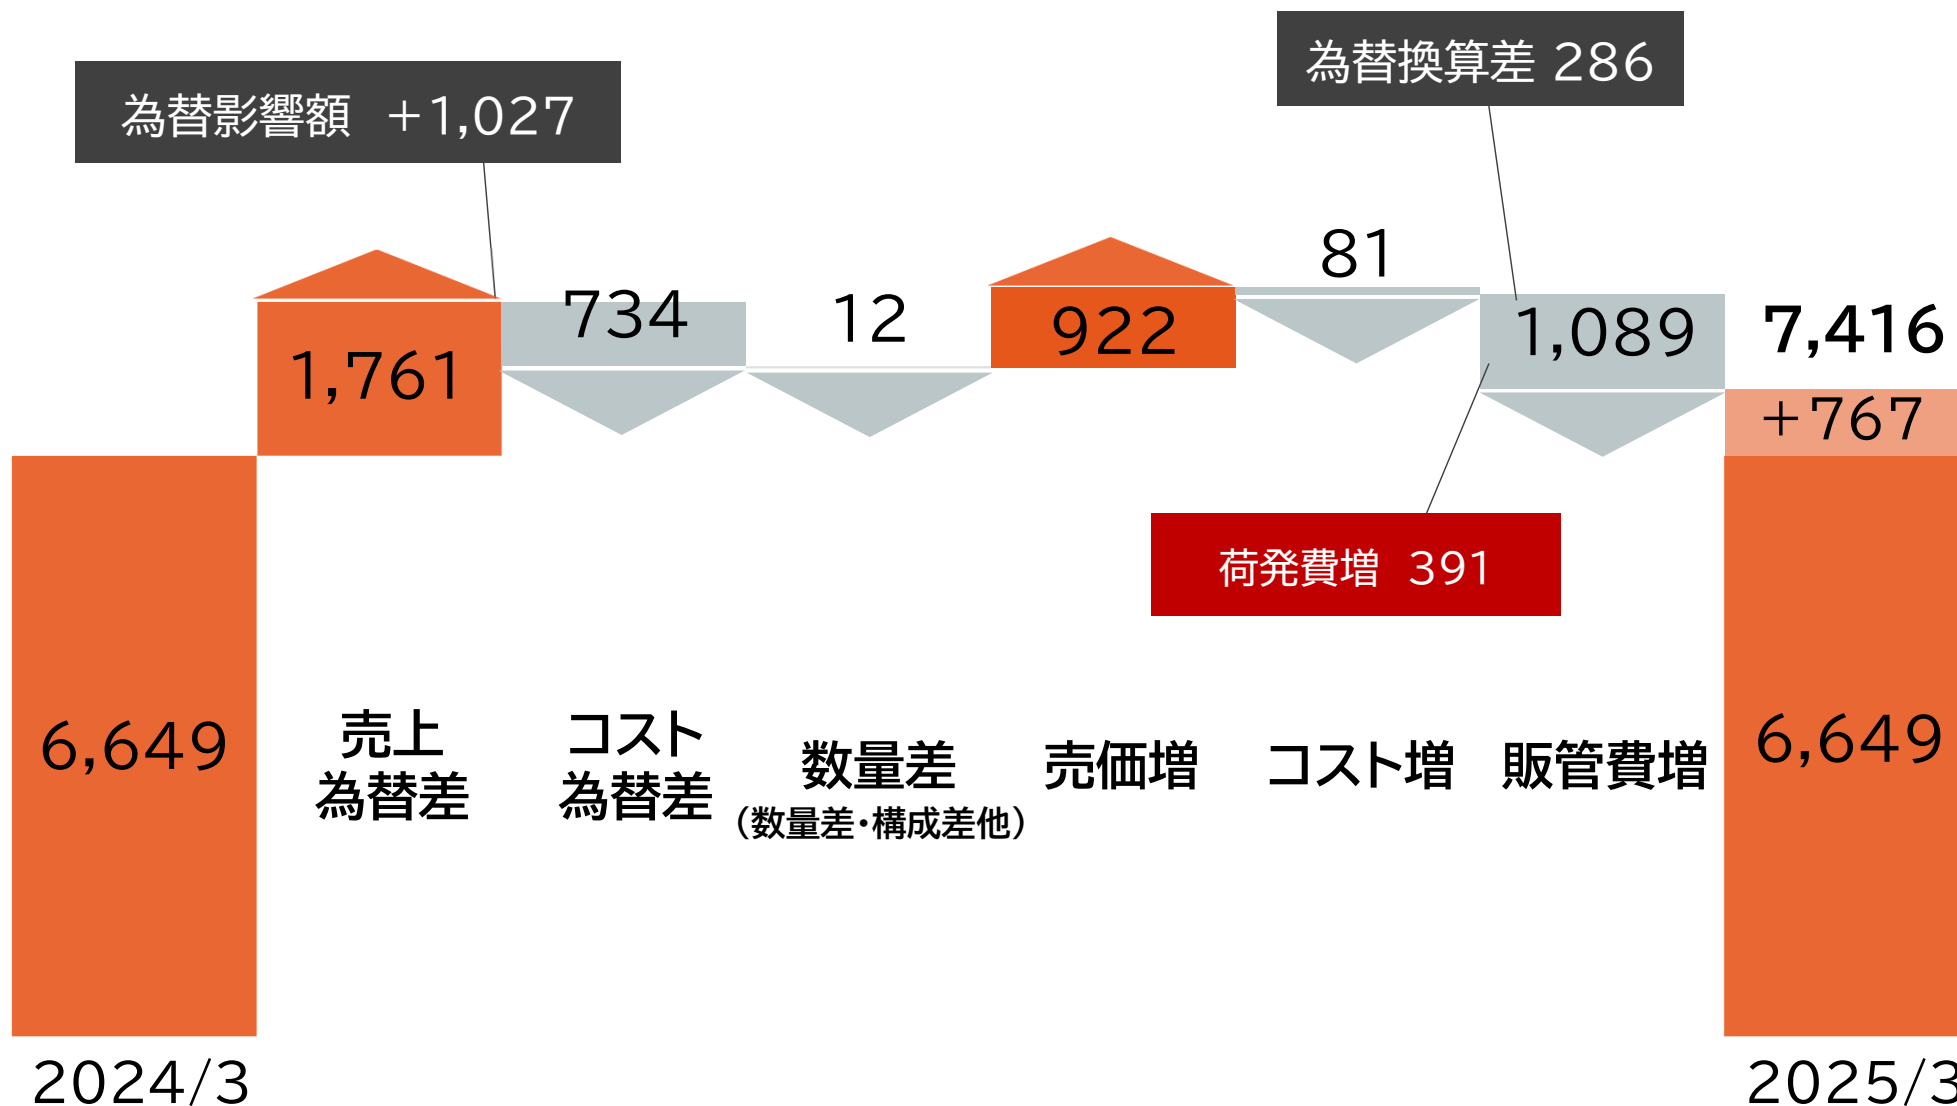 為替換算差 286
為替影響額 +1,027
81
734
12
922
1,089
7,416
1,761
+767
荷発費増 391
6,649
売上
為替差
コスト
為替差
数量差
(数量差・構成差他)
売価増
コスト増
販管費増
6,649
2024/3
2025/3